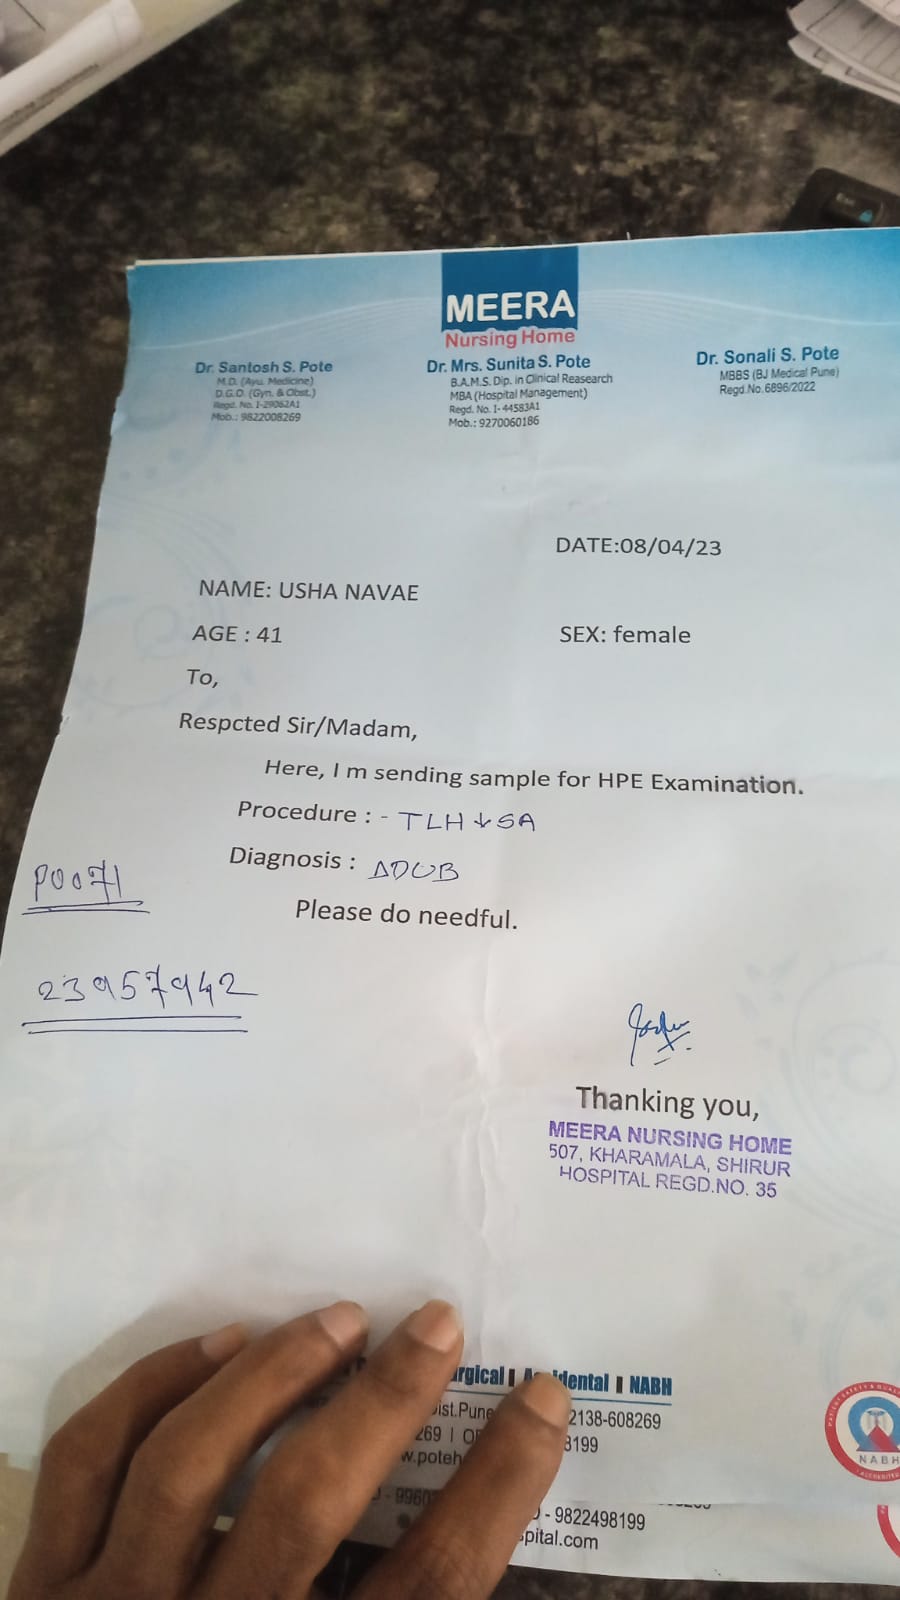 MEERA
Nursing Home
Dr. Santosh S. Pote
M.D. (Ayu. Medicine)
D.G.O. (Gyn. & Obst.)
Regd. No. I-29062A1
Mob.: 9822008269
Dr. Mrs. Sunita S. Pote
B.A.M.S. Dip. in Clinical Reasearch
MBA (Hospital Management)
Regd. No. I- 44583A1
Mob.: 9270060186
Dr. Sonali S. Pote
MBBS (BJ Medical Pune)
Regd.No.6896/2022
DATE:08/04/23
NAME: USHA NAVAE
AGE : 41 SEX: female
To,
Respcted Sir/Madam,
Here, I m sending sample for HPE Examination.
Procedure : - TLH ↓ SA
Diagnosis : ADUB
P0071
Please do needful.
23957942
Thanking you,
MEERA NURSING HOME
507, KHARAMALA, SHIRUR
HOSPITAL REGD.NO. 35
NABH
Pune
2138-608269
269
8199
NABH
- 9822498199